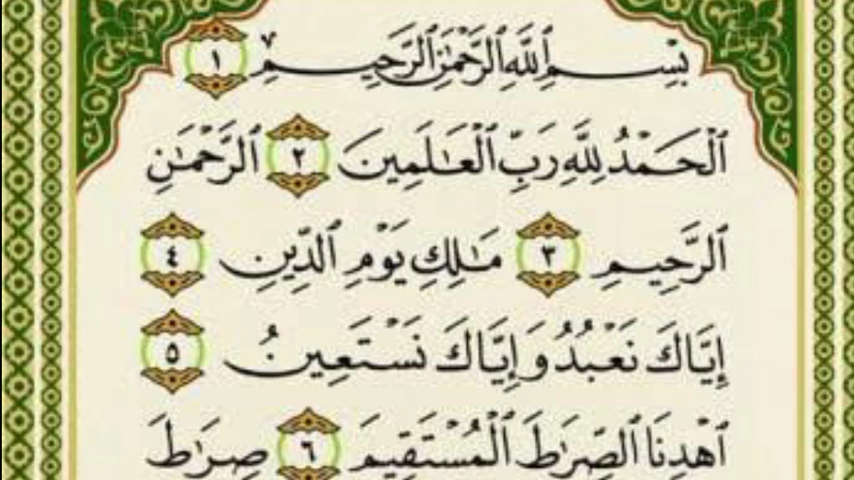 بِسْمِ ٱللَّهِ ٱلرَّحْمَٰنِ ٱلرَّحِيمِ ١
ٱلْحَمْدُ لِلَّهِ رَبِّ ٱلْعَٰلَمِينَ ٢ ٱلرَّحْمَٰنِ
ٱلرَّحِيمِ ٣ مَٰلِكِ يَوْمِ ٱلدِّينِ ٤
إِيَّاكَ نَعْبُدُ وَإِيَّاكَ نَسْتَعِينُ ٥
ٱهْدِنَا ٱلصِّرَٰطَ ٱلْمُسْتَقِيمَ ٦ صِرَٰطَ